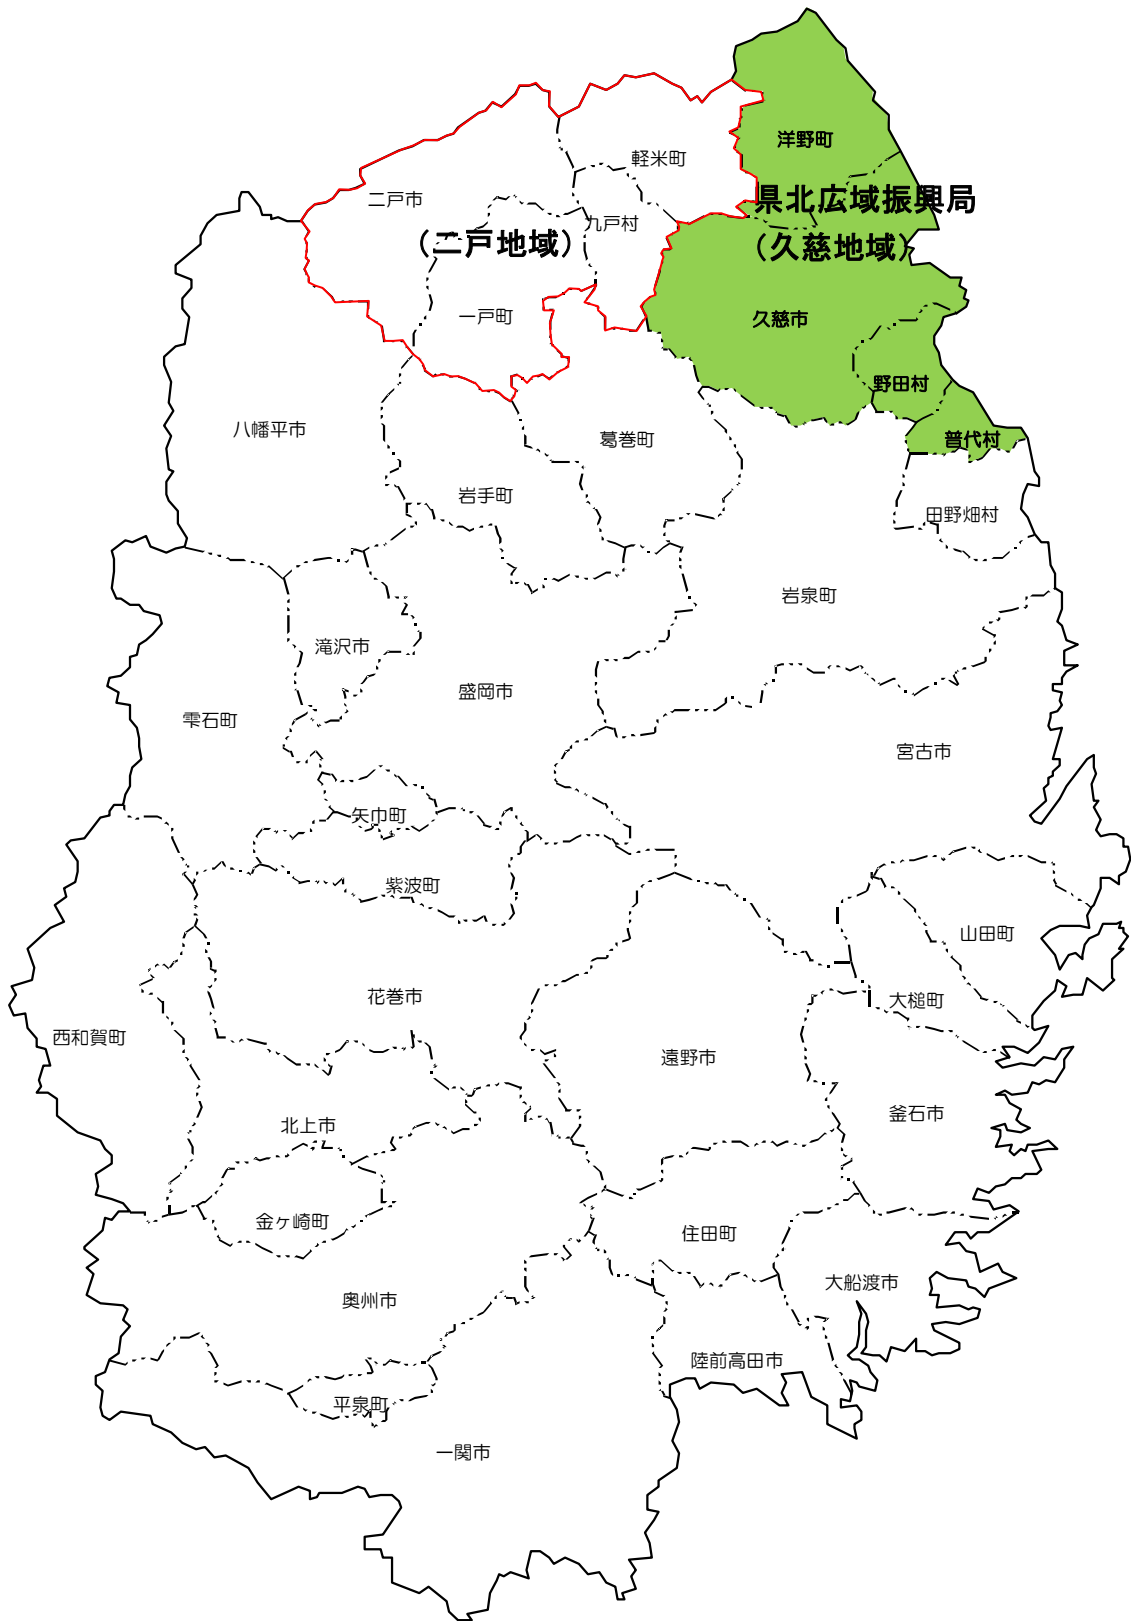 洋野町
軽米町
二戸市
県北広域振興局
九戸村
（二戸地域）
（久慈地域）
一戸町
久慈市
野田村
八幡平市
葛巻町
普代村
岩手町
田野畑村
岩泉町
滝沢市
盛岡市
雫石町
宮古市
矢巾町
紫波町
山田町
花巻市
大槌町
西和賀町
遠野市
釜石市
北上市
金ヶ崎町
住田町
大船渡市
奥州市
陸前高田市
平泉町
一関市